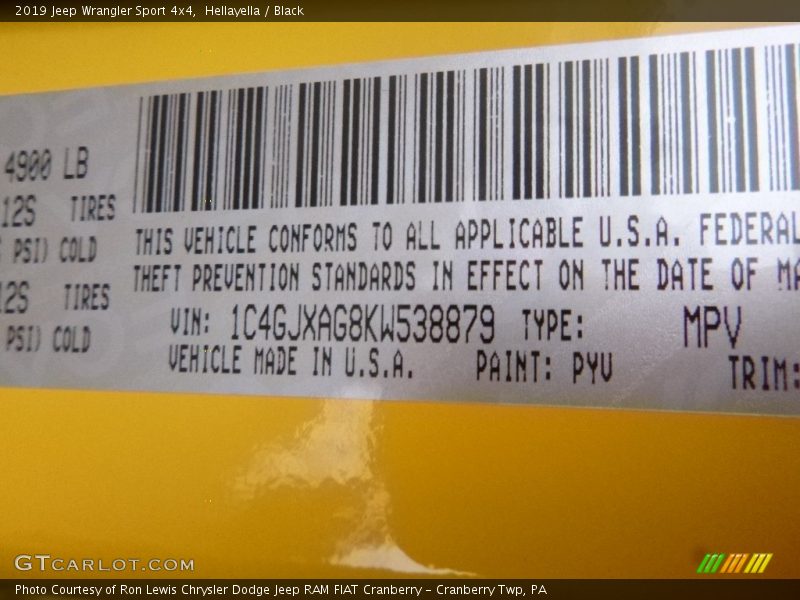 2019 Jeep Wrangler Sport 4x4, Hellayella / Black
4900 LB
12S TIRES
PSI) COLD
12S TIRES
PSI) COLD
THIS VEHICLE CONFORMS TO ALL APPLICABLE U.S.A. FEDERAL
THEFT PREVENTION STANDARDS IN EFFECT ON THE DATE OF MA
VIN: 1C4GJXAG8KW538879 TYPE: MPV
VEHICLE MADE IN U.S.A. PAINT: PYV TRIM:
GTCARLOT.COM
Photo Courtesy of Ron Lewis Chrysler Dodge Jeep RAM FIAT Cranberry – Cranberry Twp, PA